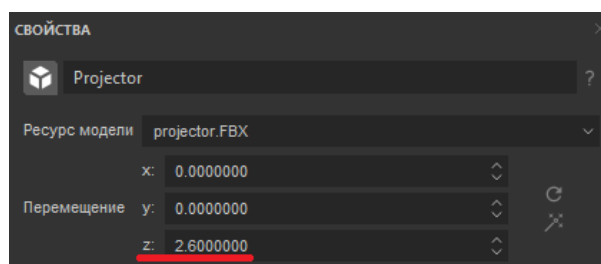 СВОЙСТВА
Projector ?
Ресурс модели projector.FBX
x: 0.0000000
Перемещение y: 0.0000000
z: 2.6000000